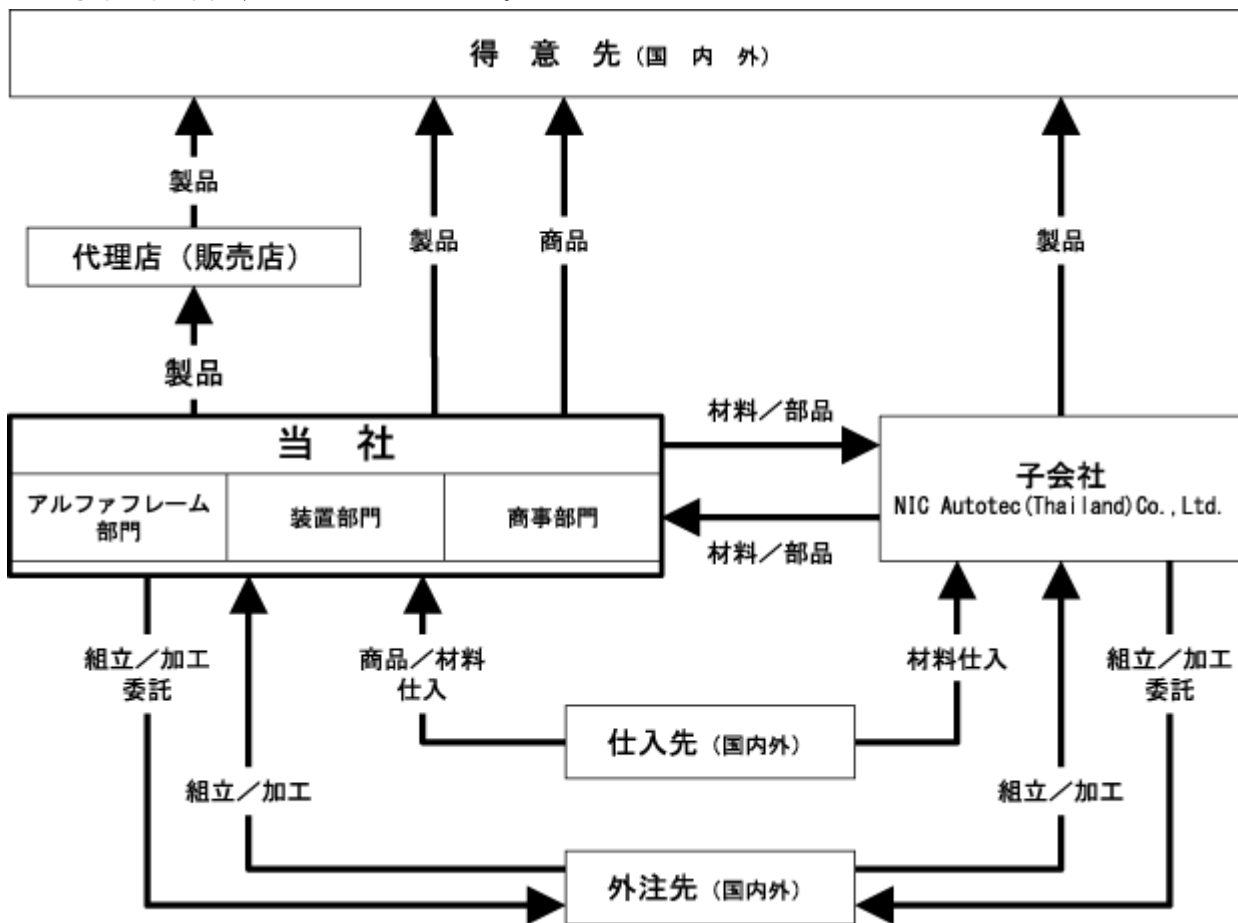 得 意 先 (国 内 外)
製品
製品
商品
製品
代理店（販売店）
製品
当 社
アルファフレーム
部門
装置部門
商事部門
材料／部品
材料／部品
子会社
NIC Autotec(Thailand)Co.,Ltd.
組立／加工
委託
商品／材料
仕入
材料仕入
組立／加工
委託
仕入先 (国内外)
組立／加工
組立／加工
外注先 (国内外)